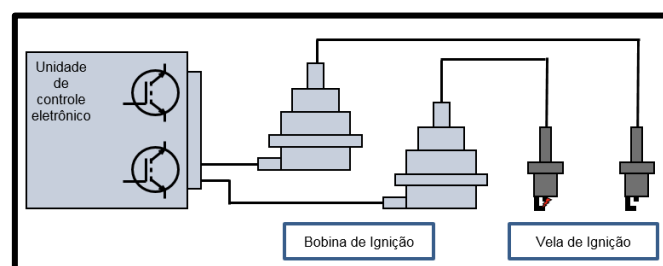 Unidade
de
controle
eletrônico
Bobina de Ignição
Vela de Ignição